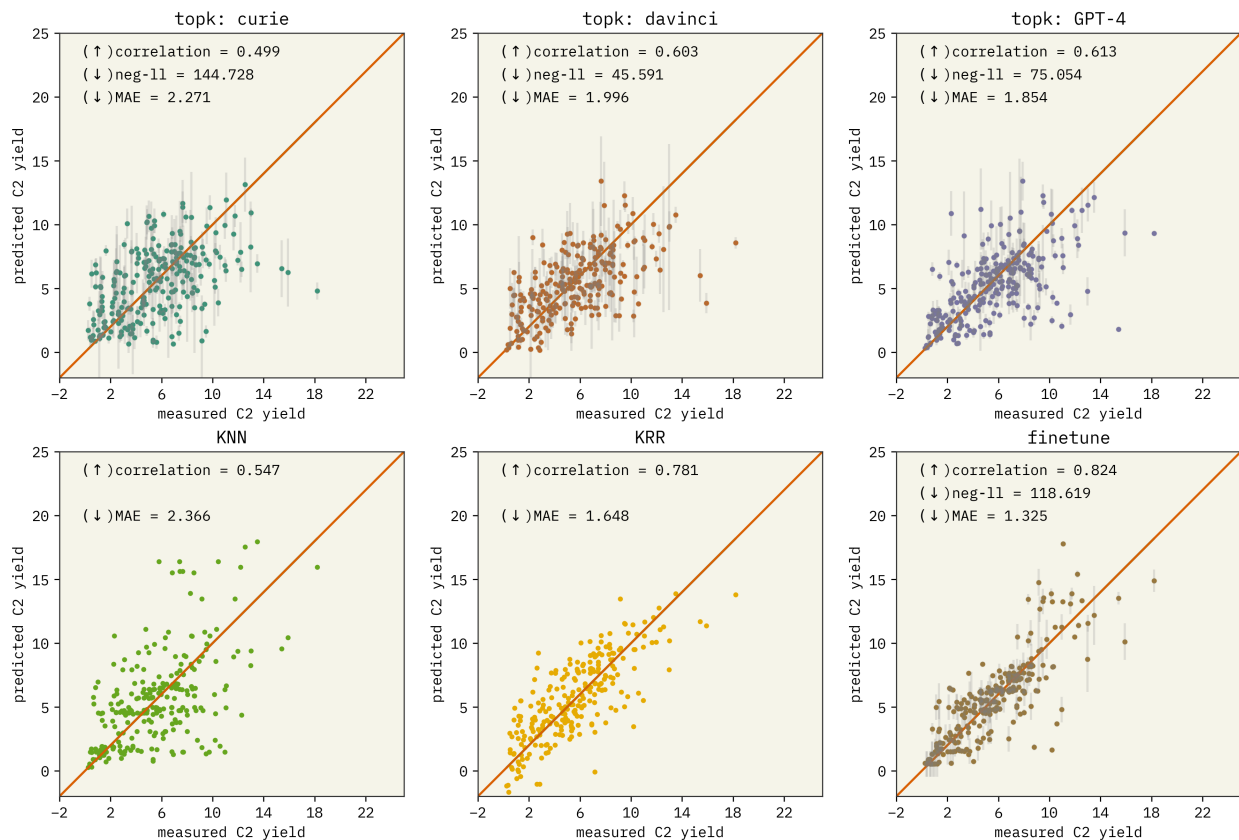 topk: curie
(↑)correlation = 0.499
(↓)neg-ll = 144.728
(↓)MAE = 2.271
predicted C2 yield
25
20
15
10
5
0
−2 2 6 10 14 18 22
measured C2 yield
topk: davinci
(↑)correlation = 0.603
(↓)neg-ll = 45.591
(↓)MAE = 1.996
predicted C2 yield
25
20
15
10
5
0
−2 2 6 10 14 18 22
measured C2 yield
topk: GPT-4
(↑)correlation = 0.613
(↓)neg-ll = 75.054
(↓)MAE = 1.854
predicted C2 yield
25
20
15
10
5
0
−2 2 6 10 14 18 22
measured C2 yield
KNN
(↑)correlation = 0.547
(↓)MAE = 2.366
predicted C2 yield
25
20
15
10
5
0
−2 2 6 10 14 18 22
measured C2 yield
KRR
(↑)correlation = 0.781
(↓)MAE = 1.648
predicted C2 yield
25
20
15
10
5
0
−2 2 6 10 14 18 22
measured C2 yield
finetune
(↑)correlation = 0.824
(↓)neg-ll = 118.619
(↓)MAE = 1.325
predicted C2 yield
25
20
15
10
5
0
−2 2 6 10 14 18 22
measured C2 yield